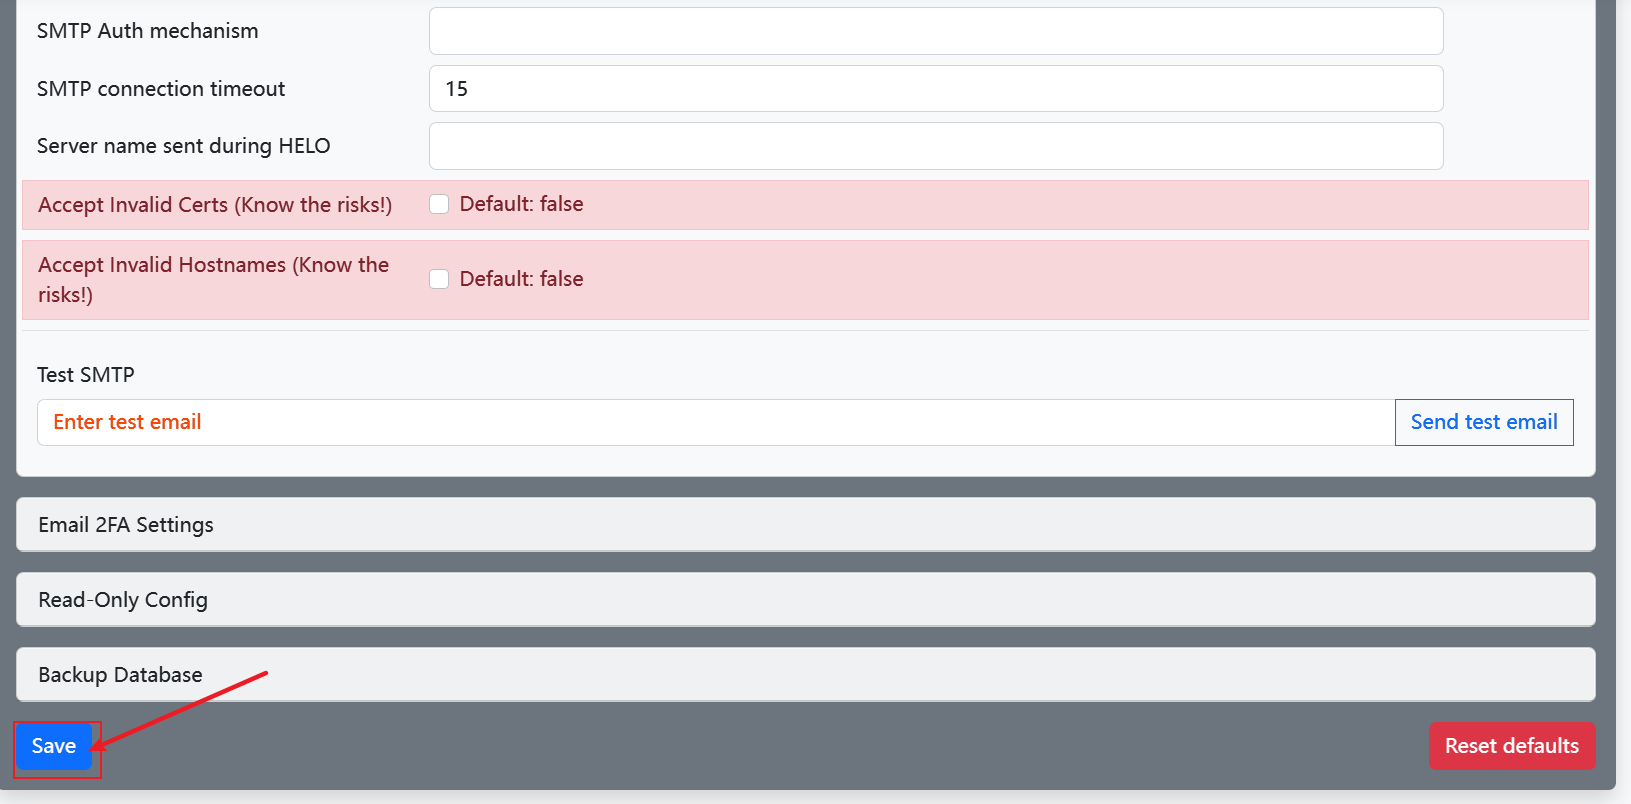 SMTP Auth mechanism
SMTP connection timeout
15
Server name sent during HELO
Accept Invalid Certs (Know the risks!)
Default: false
Accept Invalid Hostnames (Know the
risks!)
Default: false
Test SMTP
Enter test email
Send test email
Email 2FA Settings
Read-Only Config
Backup Database
Save
Reset defaults